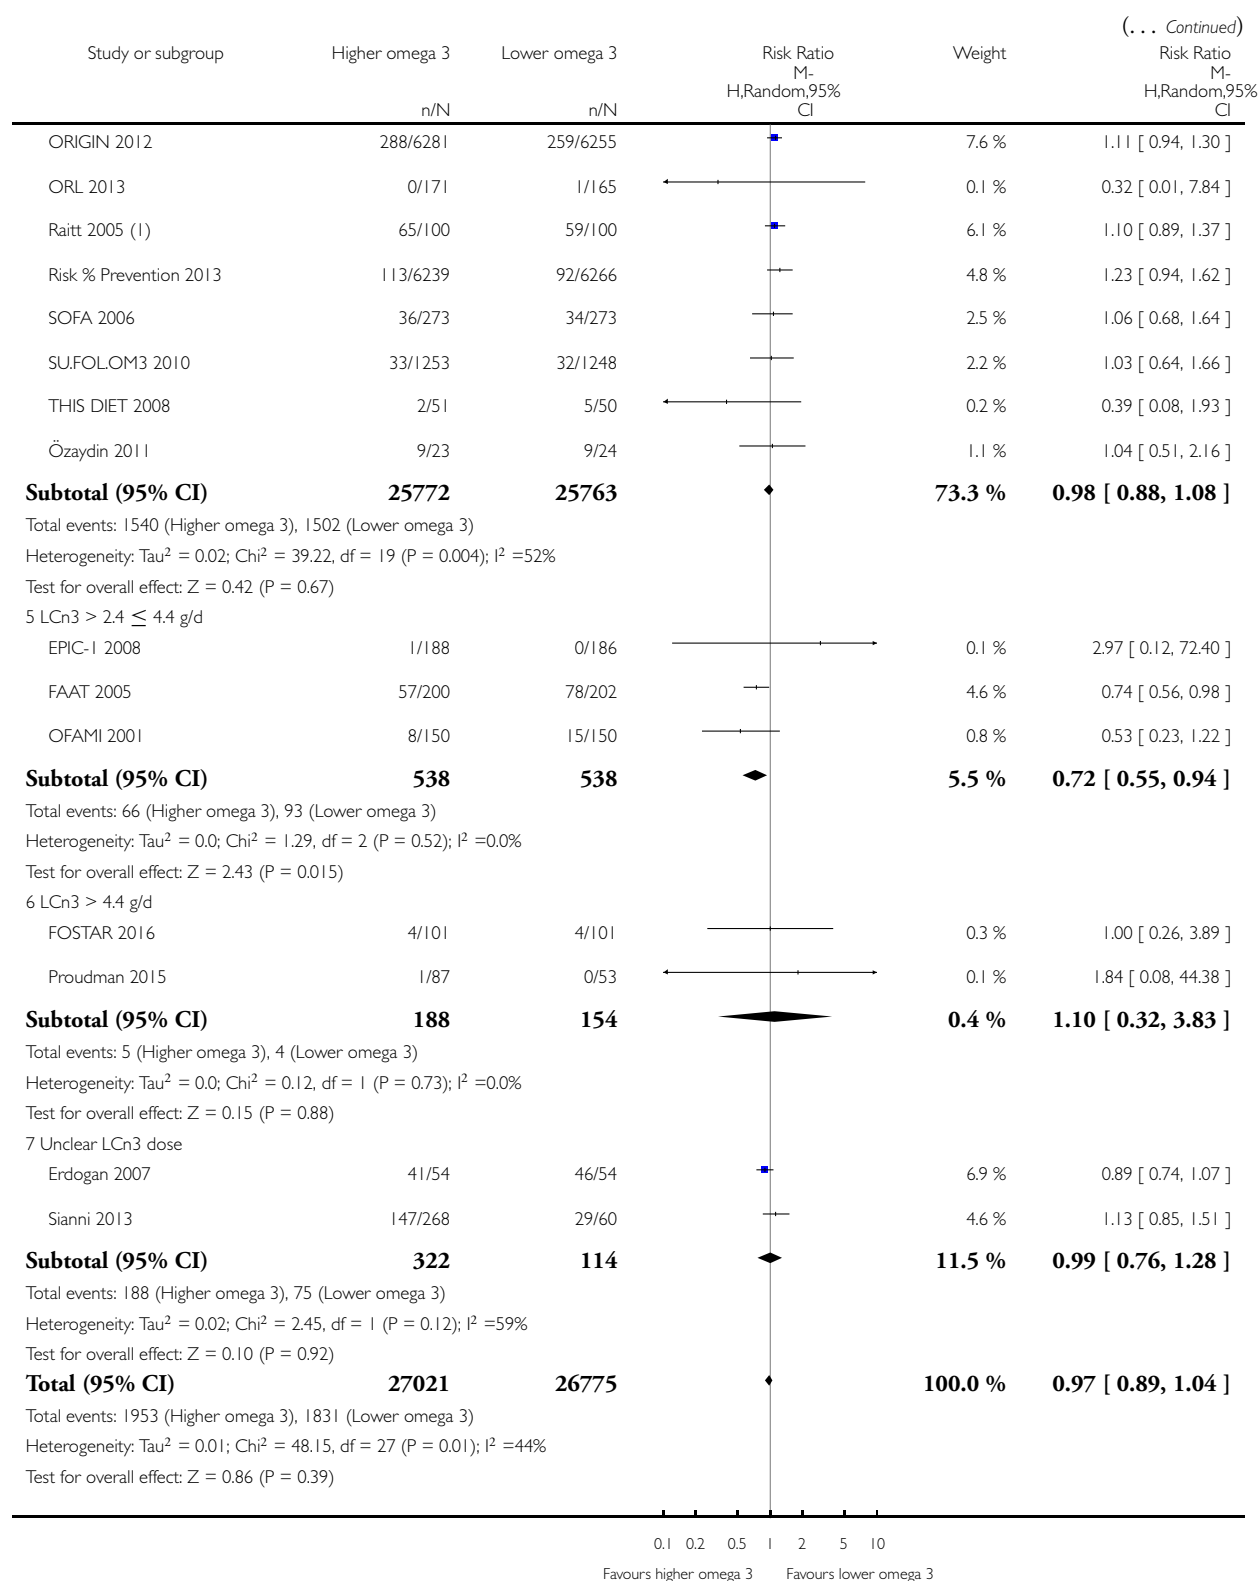 (... Continued)
Study or subgroup Higher omega 3 Lower omega 3 Risk Ratio Weight Risk Ratio
M- M-
H,Random,95% H,Random,95%
n/N n/N CI CI
ORIGIN 2012 288/6281 259/6255 7.6 % 1.11 [ 0.94, 1.30 ]
ORL 2013 0/171 1/165 0.1 % 0.32 [ 0.01, 7.84 ]
Raitt 2005 (1) 65/100 59/100 6.1 % 1.10 [ 0.89, 1.37 ]
Risk % Prevention 2013 113/6239 92/6266 4.8 % 1.23 [ 0.94, 1.62 ]
SOFA 2006 36/273 34/273 2.5 % 1.06 [ 0.68, 1.64 ]
SU.FOL.OM3 2010 33/1253 32/1248 2.2 % 1.03 [ 0.64, 1.66 ]
THIS DIET 2008 2/51 5/50 0.2 % 0.39 [ 0.08, 1.93 ]
Özaydin 2011 9/23 9/24 1.1 % 1.04 [ 0.51, 2.16 ]
Subtotal (95% CI) 25772 25763 73.3 % 0.98 [ 0.88, 1.08 ]
Total events: 1540 (Higher omega 3), 1502 (Lower omega 3)
Heterogeneity: Tau² = 0.02; Chi² = 39.22, df = 19 (P = 0.004); I² =52%
Test for overall effect: Z = 0.42 (P = 0.67)
5 LCn3 > 2.4 ≤ 4.4 g/d
EPIC-1 2008 1/188 0/186 0.1 % 2.97 [ 0.12, 72.40 ]
FAAT 2005 57/200 78/202 4.6 % 0.74 [ 0.56, 0.98 ]
OFAMI 2001 8/150 15/150 0.8 % 0.53 [ 0.23, 1.22 ]
Subtotal (95% CI) 538 538 5.5 % 0.72 [ 0.55, 0.94 ]
Total events: 66 (Higher omega 3), 93 (Lower omega 3)
Heterogeneity: Tau² = 0.0; Chi² = 1.29, df = 2 (P = 0.52); I² =0.0%
Test for overall effect: Z = 2.43 (P = 0.015)
6 LCn3 > 4.4 g/d
FOSTAR 2016 4/101 4/101 0.3 % 1.00 [ 0.26, 3.89 ]
Proudman 2015 1/87 0/53 0.1 % 1.84 [ 0.08, 44.38 ]
Subtotal (95% CI) 188 154 0.4 % 1.10 [ 0.32, 3.83 ]
Total events: 5 (Higher omega 3), 4 (Lower omega 3)
Heterogeneity: Tau² = 0.0; Chi² = 0.12, df = 1 (P = 0.73); I² =0.0%
Test for overall effect: Z = 0.15 (P = 0.88)
7 Unclear LCn3 dose
Erdogan 2007 41/54 46/54 6.9 % 0.89 [ 0.74, 1.07 ]
Sianni 2013 147/268 29/60 4.6 % 1.13 [ 0.85, 1.51 ]
Subtotal (95% CI) 322 114 11.5 % 0.99 [ 0.76, 1.28 ]
Total events: 188 (Higher omega 3), 75 (Lower omega 3)
Heterogeneity: Tau² = 0.02; Chi² = 2.45, df = 1 (P = 0.12); I² =59%
Test for overall effect: Z = 0.10 (P = 0.92)
Total (95% CI) 27021 26775 100.0 % 0.97 [ 0.89, 1.04 ]
Total events: 1953 (Higher omega 3), 1831 (Lower omega 3)
Heterogeneity: Tau² = 0.01; Chi² = 48.15, df = 27 (P = 0.01); I² =44%
Test for overall effect: Z = 0.86 (P = 0.39)
0.1 0.2 0.5 1 2 5 10
Favours higher omega 3 Favours lower omega 3